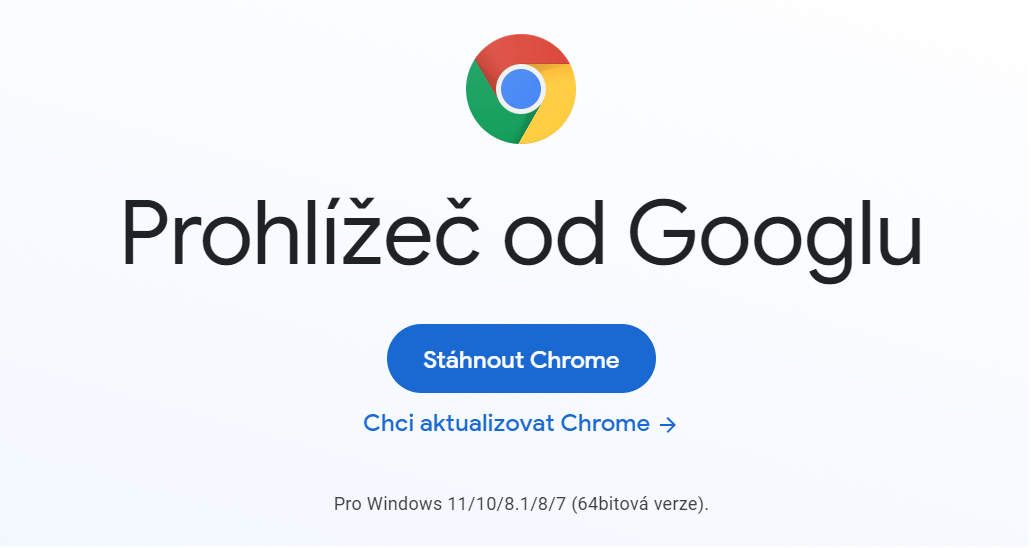 Prohlížeč od Googlu
Stáhnout Chrome
Chci aktualizovat Chrome →
Pro Windows 11/10/8.1/8/7 (64bitová verze).